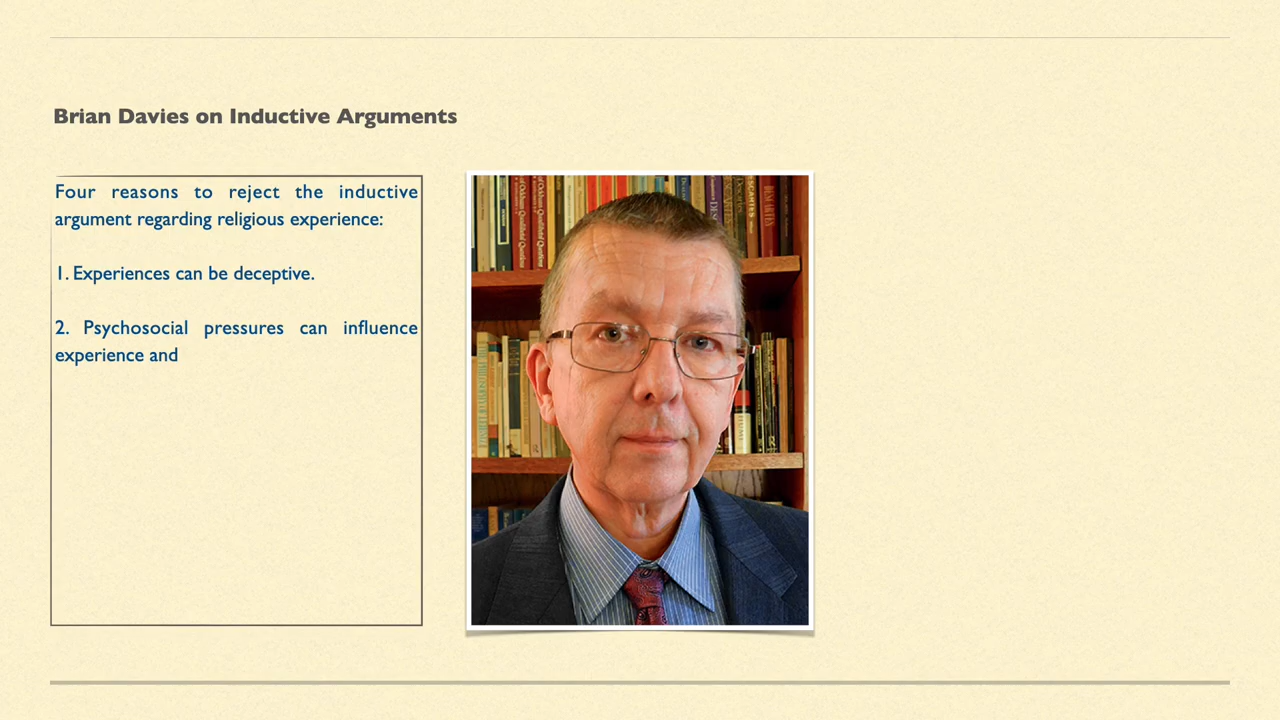 Brian Davies on Inductive Arguments
Four reasons to reject the inductive
argument regarding religious experience:
1. Experiences can be deceptive.
2. Psychosocial pressures can influence
experience and
DESCARTES